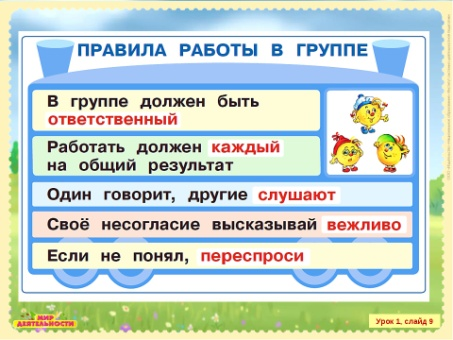 ПРАВИЛА РАБОТЫ В ГРУППЕ
В группе должен быть
ответственный
Работать должен каждый
на общий результат
Один говорит, другие слушают
Своё несогласие высказывай вежливо
Если не понял, переспроси
МИР
ДЕЯТЕЛЬНОСТИ
Урок 1, слайд 9